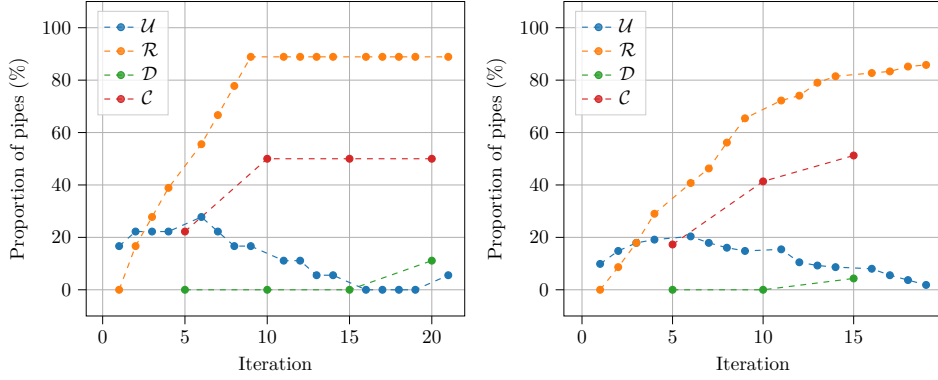 100
80
60
40
20
0
Proportion of pipes (%)
𝒰
ℛ
𝒟
𝒞
0 5 10 15 20
Iteration
100
80
60
40
20
0
Proportion of pipes (%)
𝒰
ℛ
𝒟
𝒞
0 5 10 15
Iteration